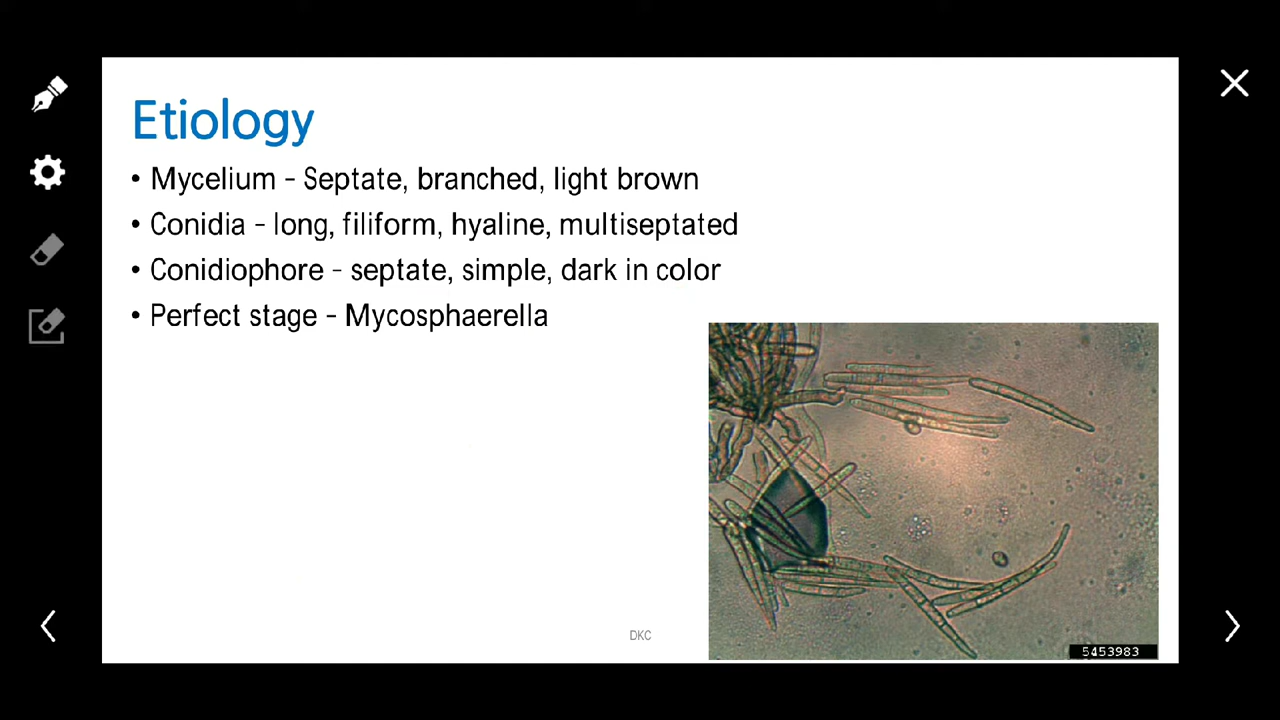 Etiology
• Mycelium - Septate, branched, light brown
• Conidia - long, filiform, hyaline, multiseptated
• Conidiophore - septate, simple, dark in color
• Perfect stage - Mycosphaerella
DKC
5453983